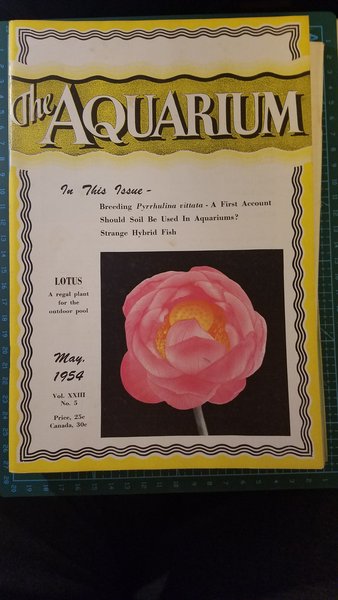 The AQUARIUM
In This Issue -
Breeding Pyrrhulina vittata - A First Account
Should Soil Be Used In Aquariums?
Strange Hybrid Fish
LOTUS
A regal plant
for the
outdoor pool
May,
1954
Vol. XXIII
No. 5
Price, 25c
Canada, 30c